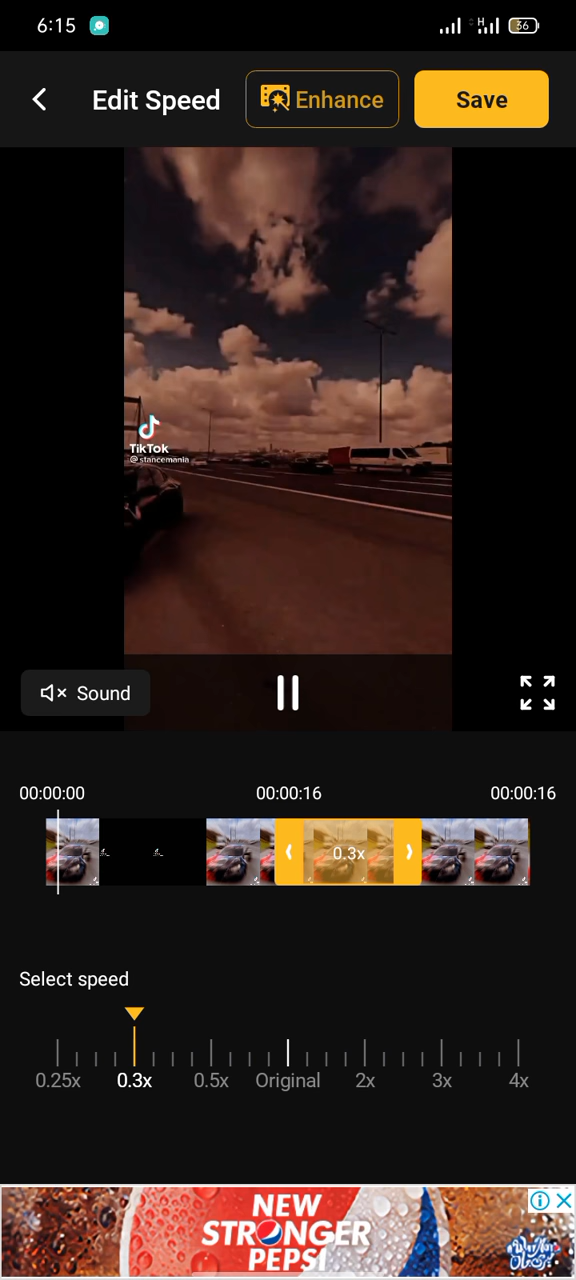 6:15
H
36
Edit Speed
Enhance
Save
TikTok
@stancemania
Sound
00:00:00
00:00:16
00:00:16
0.3x
Select speed
0.25x
0.3x
0.5x
Original
2x
3x
4x
NEW
STRONGER
PEPSI